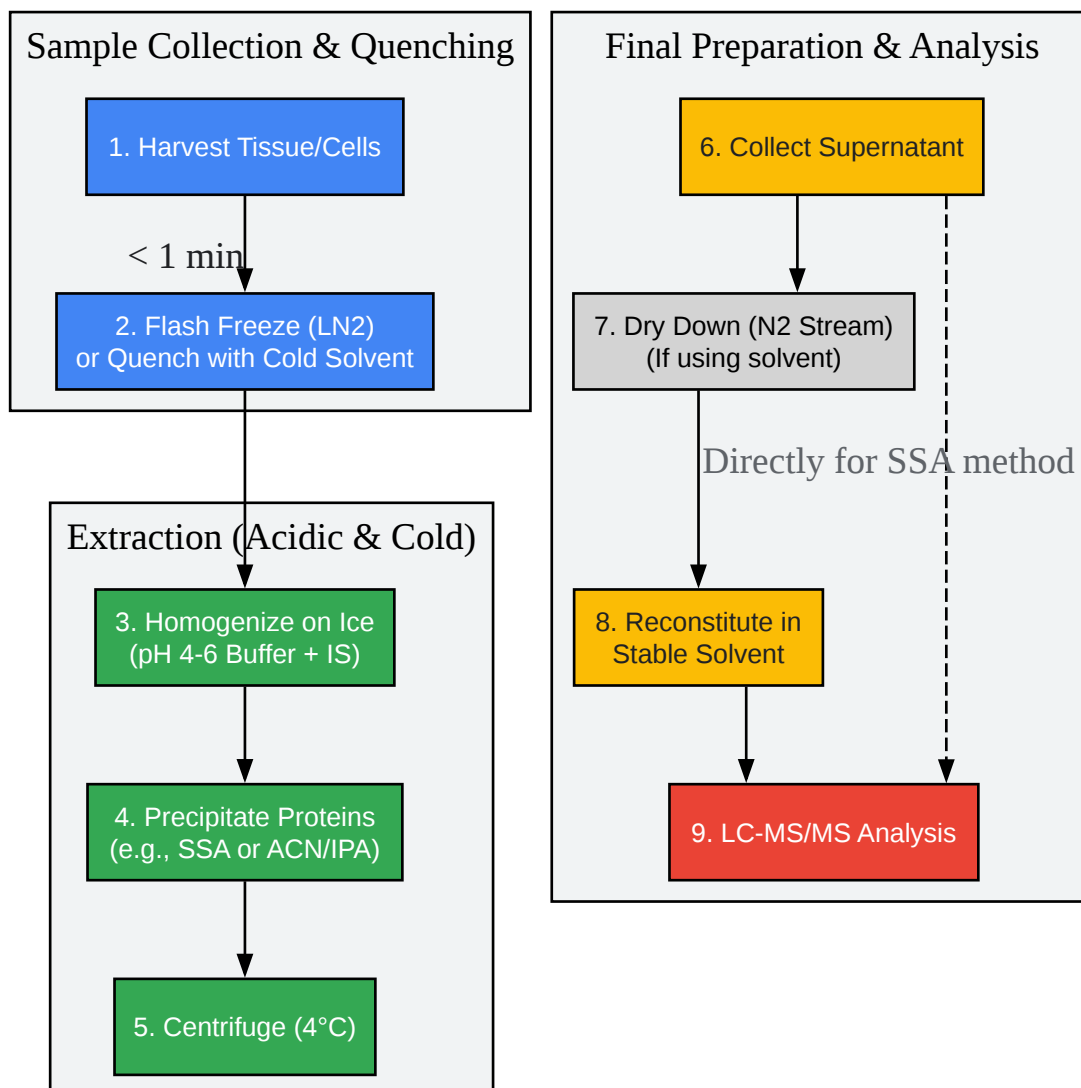 Sample Collection & Quenching
1. Harvest Tissue/Cells
< 1 min
2. Flash Freeze (LN2)
or Quench with Cold Solvent
Extraction (Acidic & Cold)
3. Homogenize on Ice
(pH 4-6 Buffer + IS)
4. Precipitate Proteins
(e.g., SSA or ACN/IPA)
5. Centrifuge (4°C)
Final Preparation & Analysis
6. Collect Supernatant
7. Dry Down (N2 Stream)
(If using solvent)
Directly for SSA method
8. Reconstitute in
Stable Solvent
9. LC-MS/MS Analysis